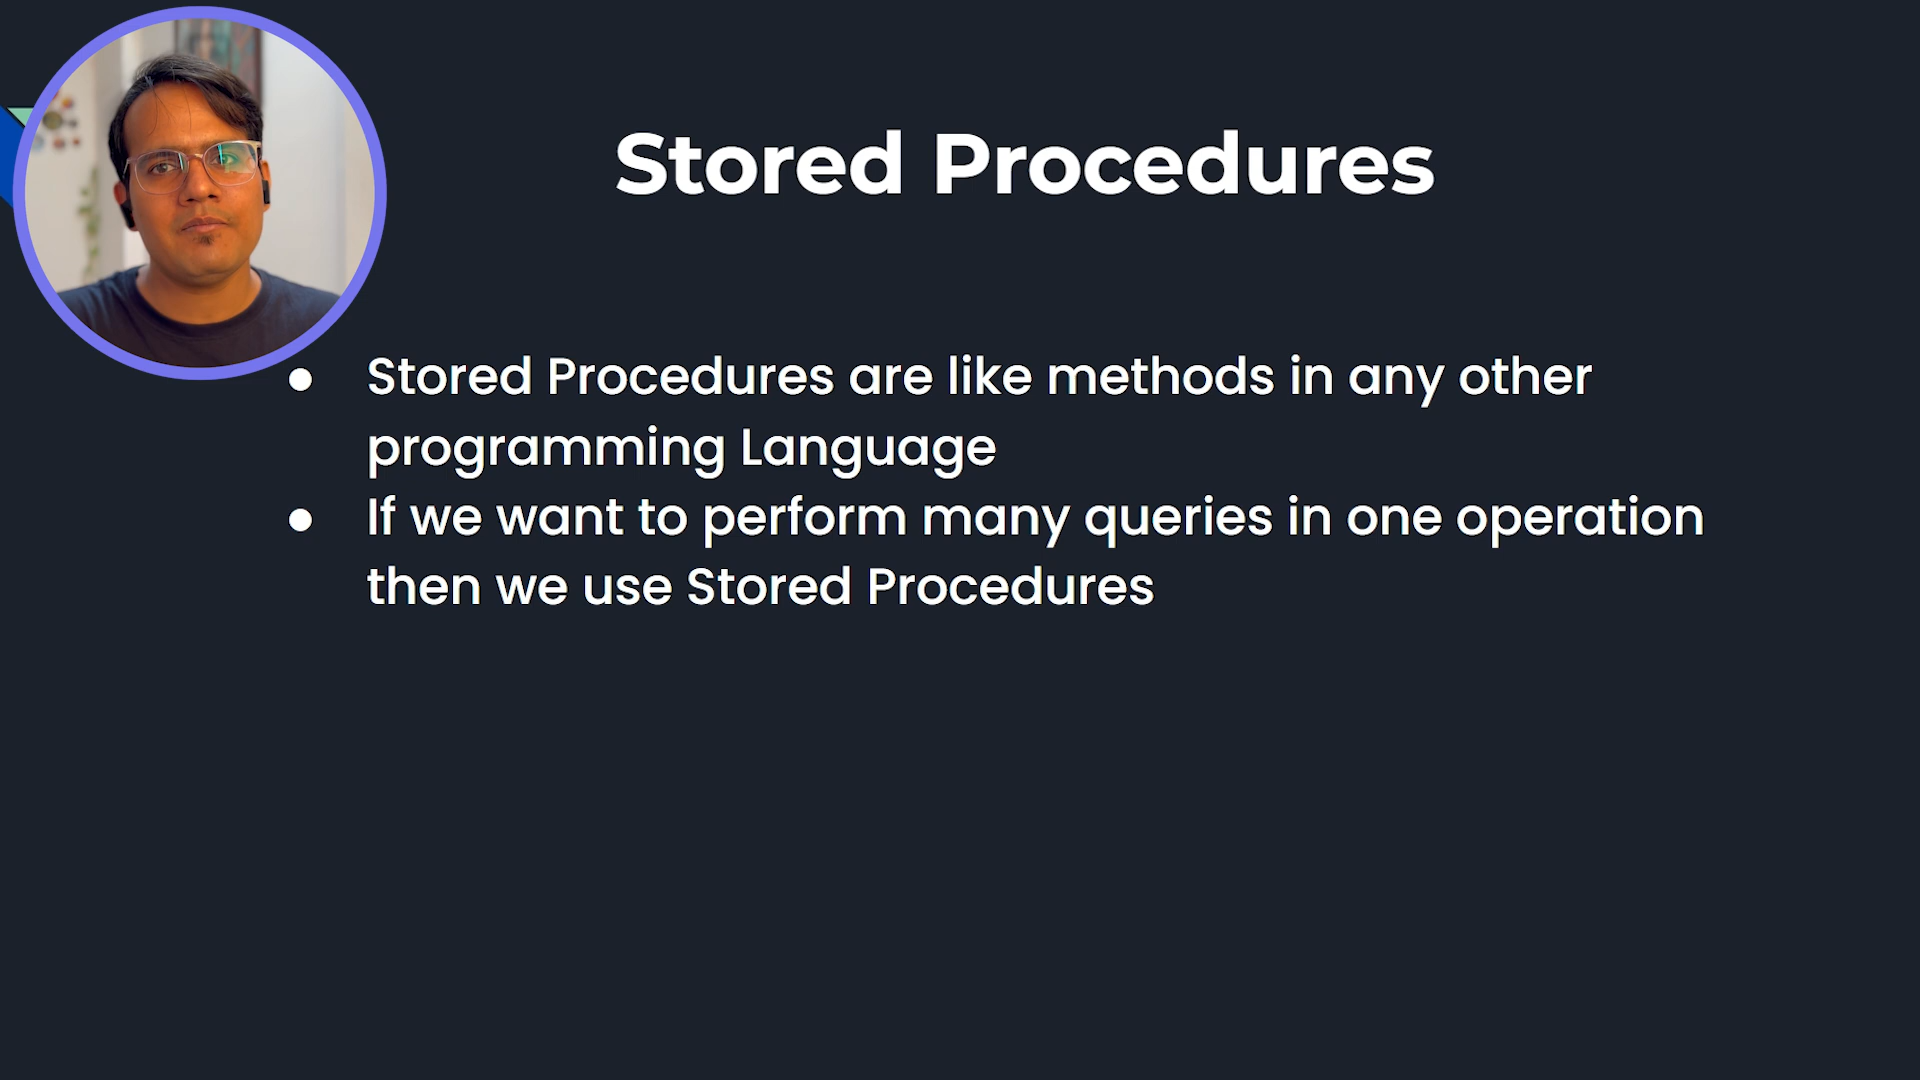 Stored Procedures
● Stored Procedures are like methods in any other
programming Language
● If we want to perform many queries in one operation
then we use Stored Procedures